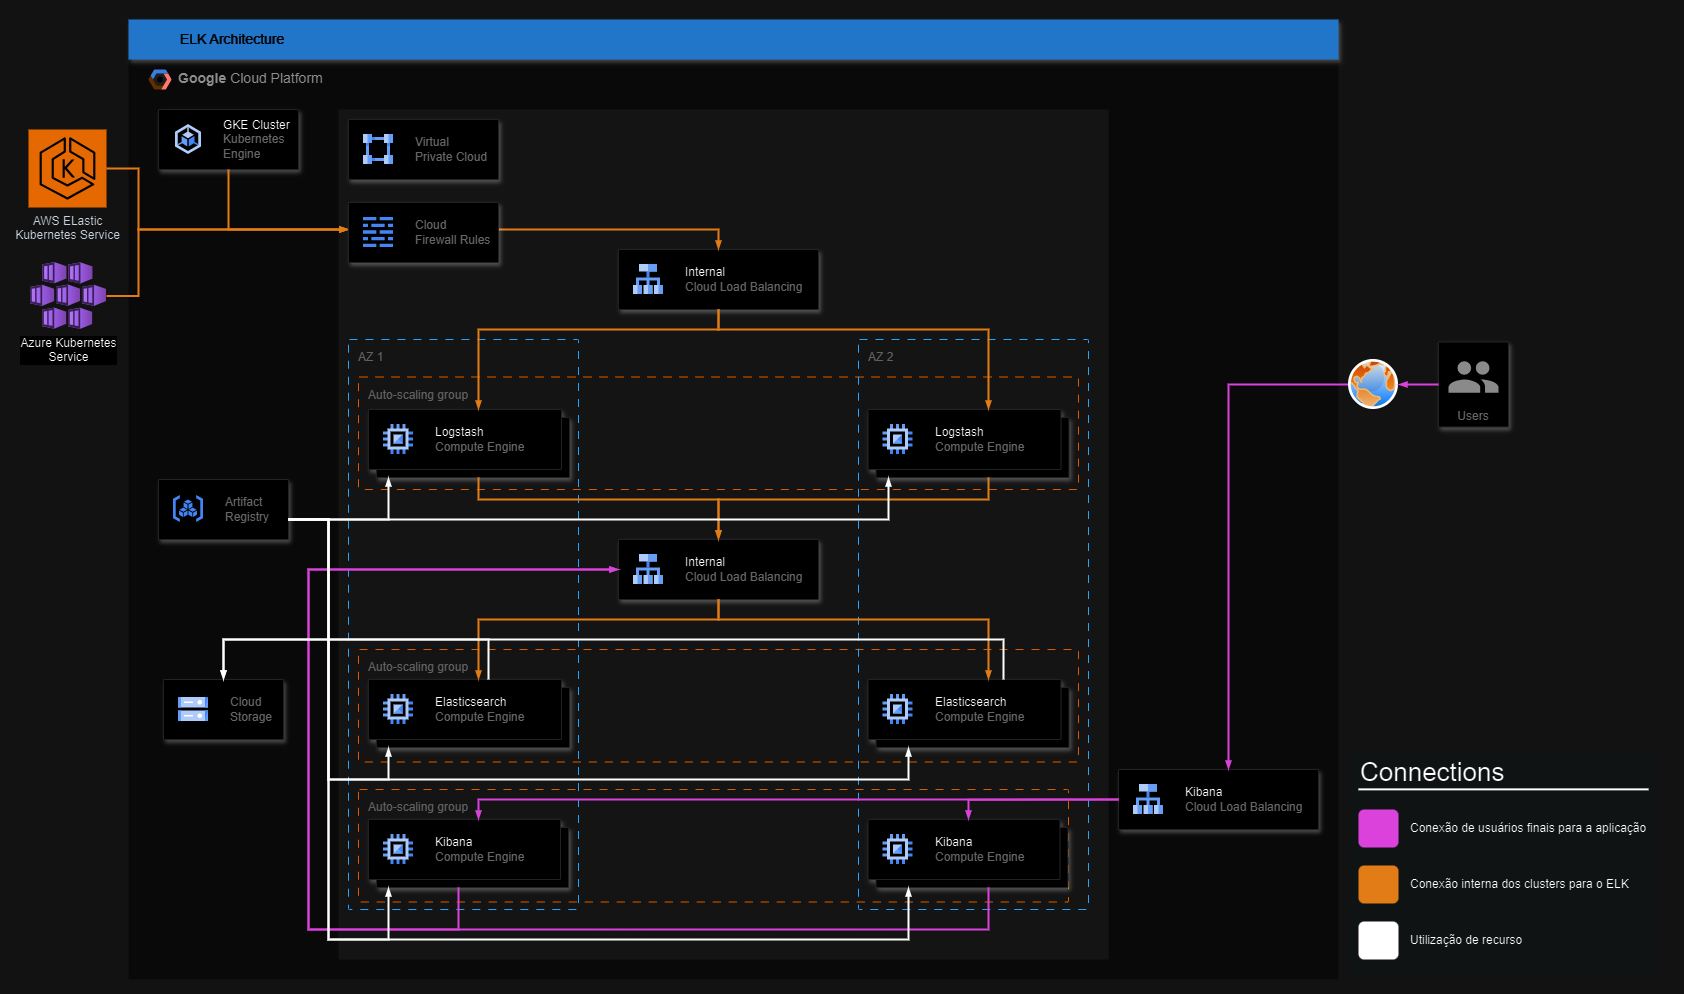 ELK Architecture
Google Cloud Platform
GKE Cluster
Kubernetes
Engine
Virtual
Private Cloud
AWS ELastic
Kubernetes Service
Cloud
Firewall Rules
Internal
Cloud Load Balancing
Azure Kubernetes
Service
AZ 1
AZ 2
Auto-scaling group
Logstash
Compute Engine
Logstash
Compute Engine
Users
Artifact
Registry
Internal
Cloud Load Balancing
Auto-scaling group
Elasticsearch
Compute Engine
Elasticsearch
Compute Engine
Cloud
Storage
Auto-scaling group
Kibana
Compute Engine
Kibana
Compute Engine
Kibana
Cloud Load Balancing
Connections
Conexão de usuários finais para a aplicação
Conexão interna dos clusters para o ELK
Utilização de recurso